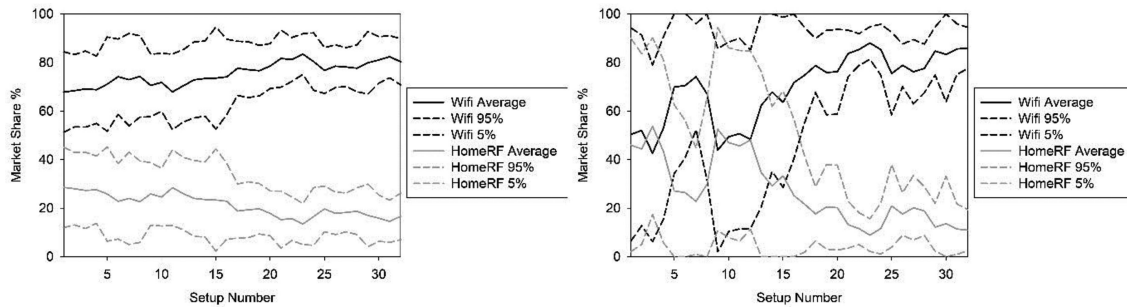 100
80
60
40
20
0
Market Share %
5 10 15 20 25 30
Setup Number
Wifi Average
Wifi 95%
Wifi 5%
HomeRF Average
HomeRF 95%
HomeRF 5%
100
80
60
40
20
0
Market Share %
5 10 15 20 25 30
Setup Number
Wifi Average
Wifi 95%
Wifi 5%
HomeRF Average
HomeRF 95%
HomeRF 5%